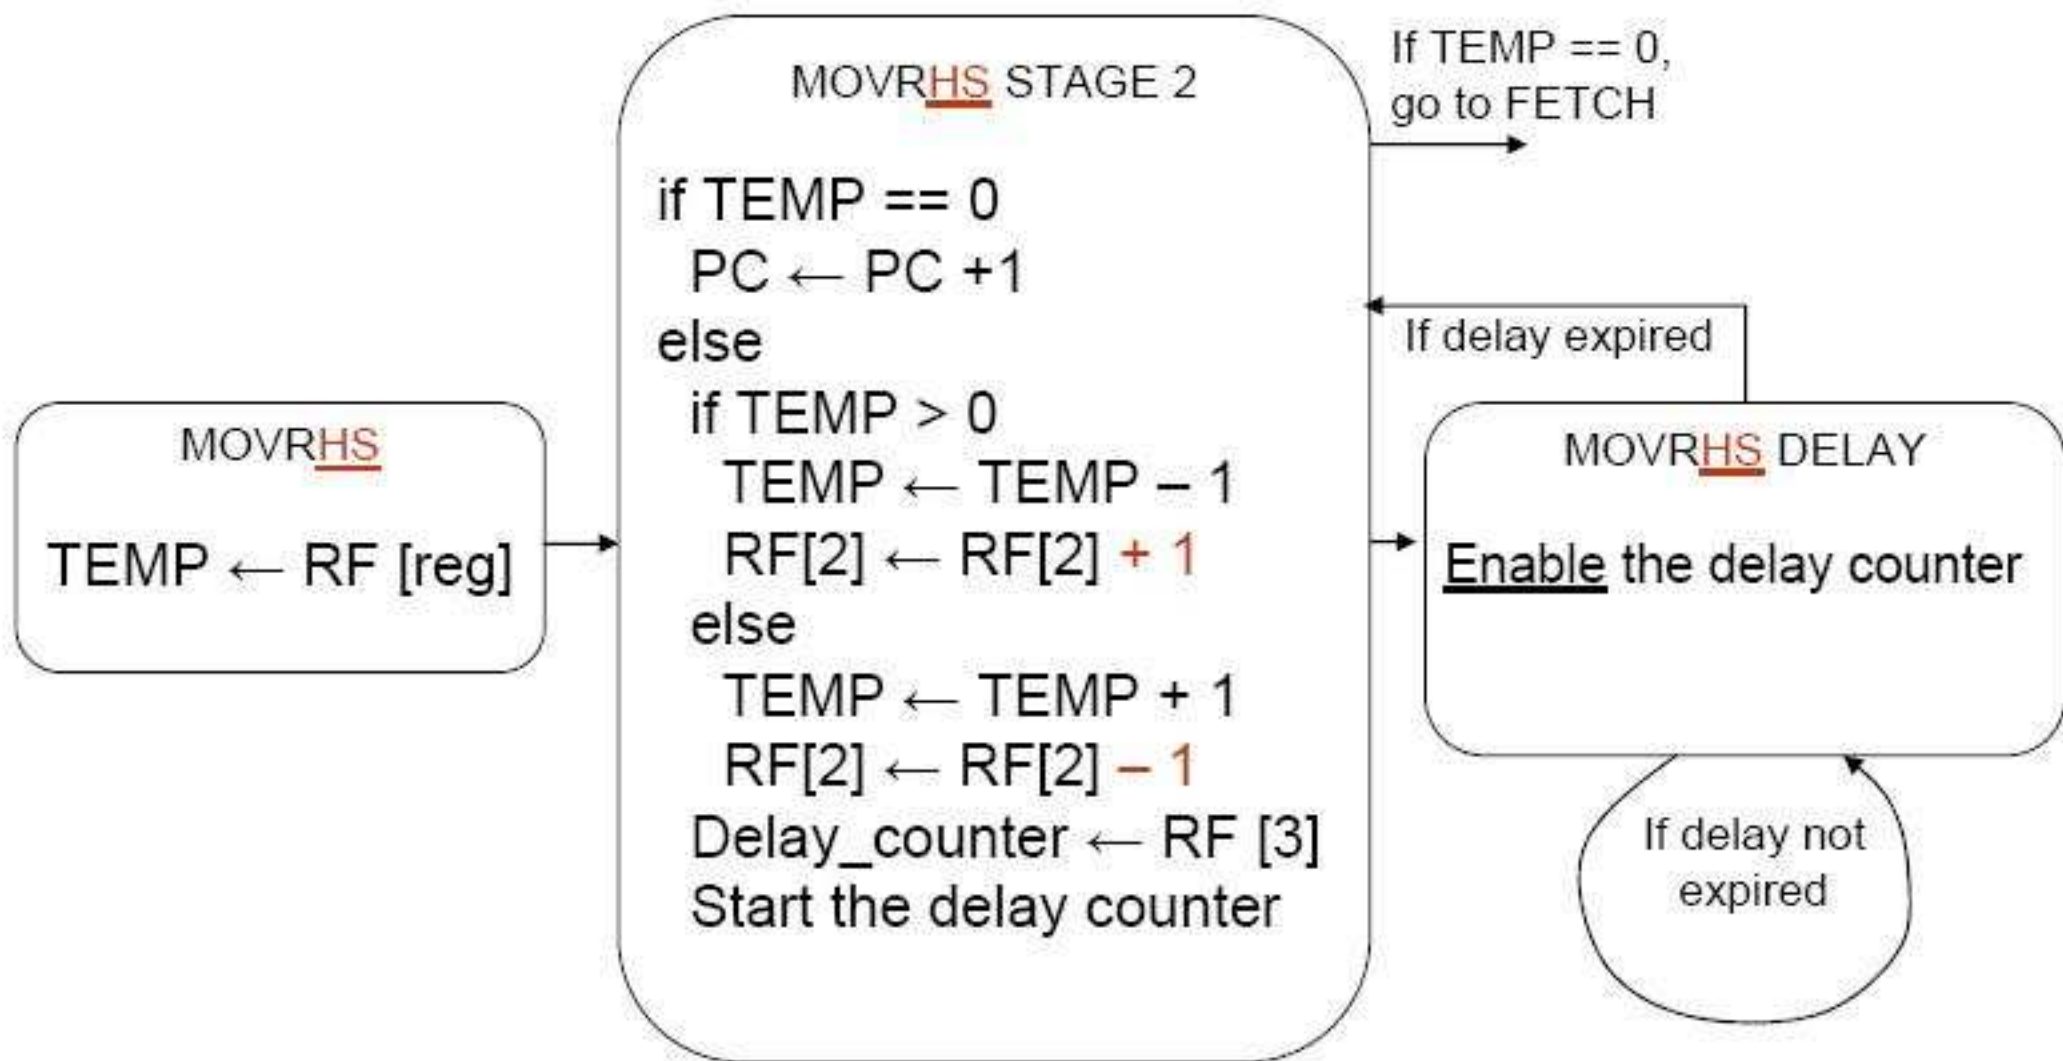 MOVRHS
TEMP ← RF [reg]
MOVRHS STAGE 2
if TEMP == 0
PC ← PC +1
else
if TEMP > 0
TEMP ← TEMP – 1
RF[2] ← RF[2] + 1
else
TEMP ← TEMP + 1
RF[2] ← RF[2] – 1
Delay_counter ← RF [3]
Start the delay counter
If TEMP == 0,
go to FETCH
If delay expired
MOVRHS DELAY
Enable the delay counter
If delay not
expired